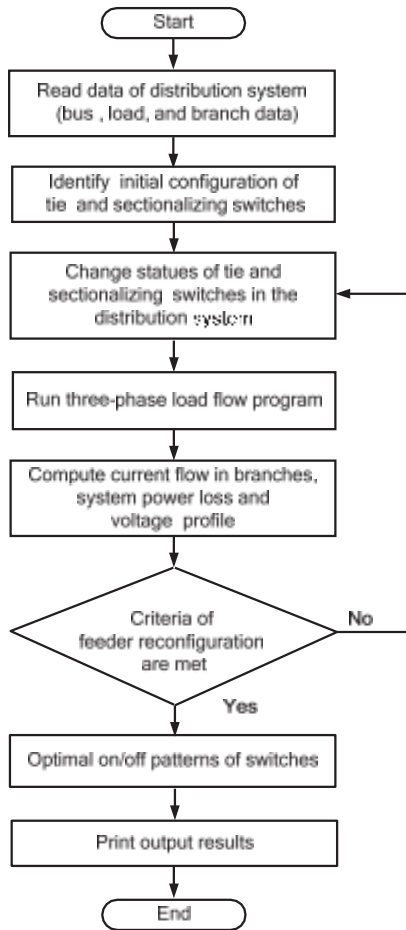 Start
Read data of distribution system
(bus , load, and branch data)
Identify initial configuration of
tie and sectionalizing switches
Change statues of tie and
sectionalizing switches in the
distribution system
Run three-phase load flow program
Compute current flow in branches,
system power loss and
voltage profile
Criteria of
feeder reconfiguration
are met
No
Yes
Optimal on/off patterns of switches
Print output results
End